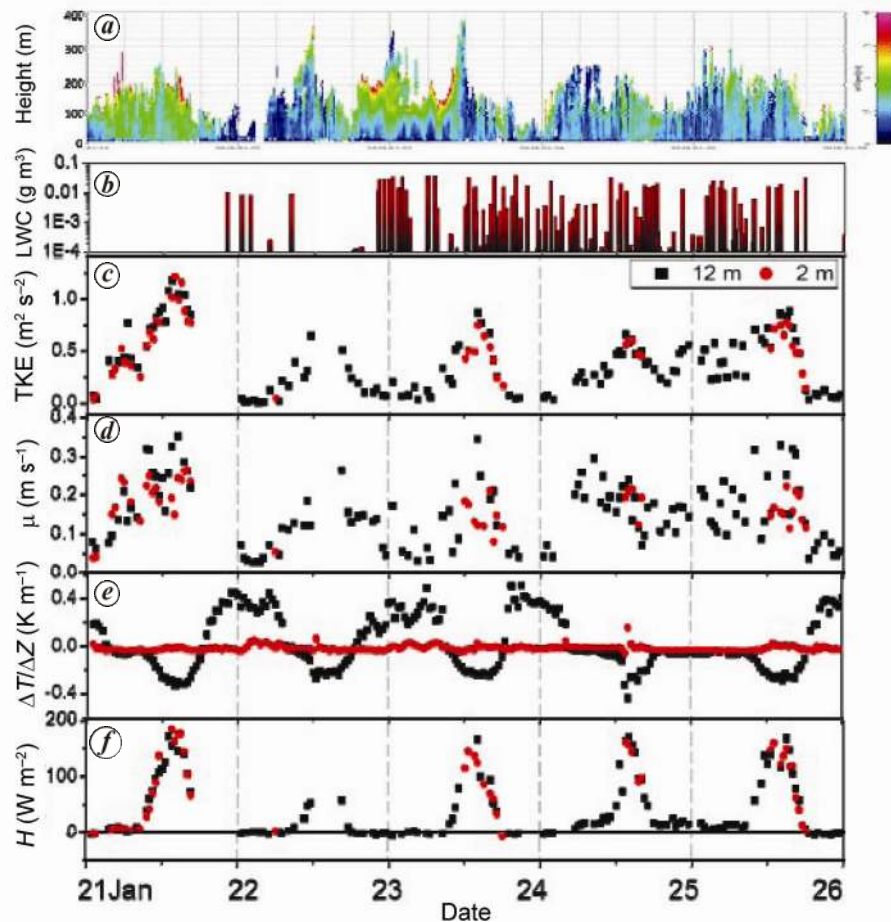 a
Height (m)
400
300
200
100
0
b
LWC (g m³)
0.1
0.01
1E-3
1E-4
c
12 m
2 m
TKE (m² s⁻²)
1.0
0.5
0.0
d
μ (m s⁻¹)
0.4
0.3
0.2
0.1
0.0
e
ΔT/ΔZ (K m⁻¹)
0.4
0.0
-0.4
f
H (W m⁻²)
200
100
0
21Jan 22 23 24 25 26
Date